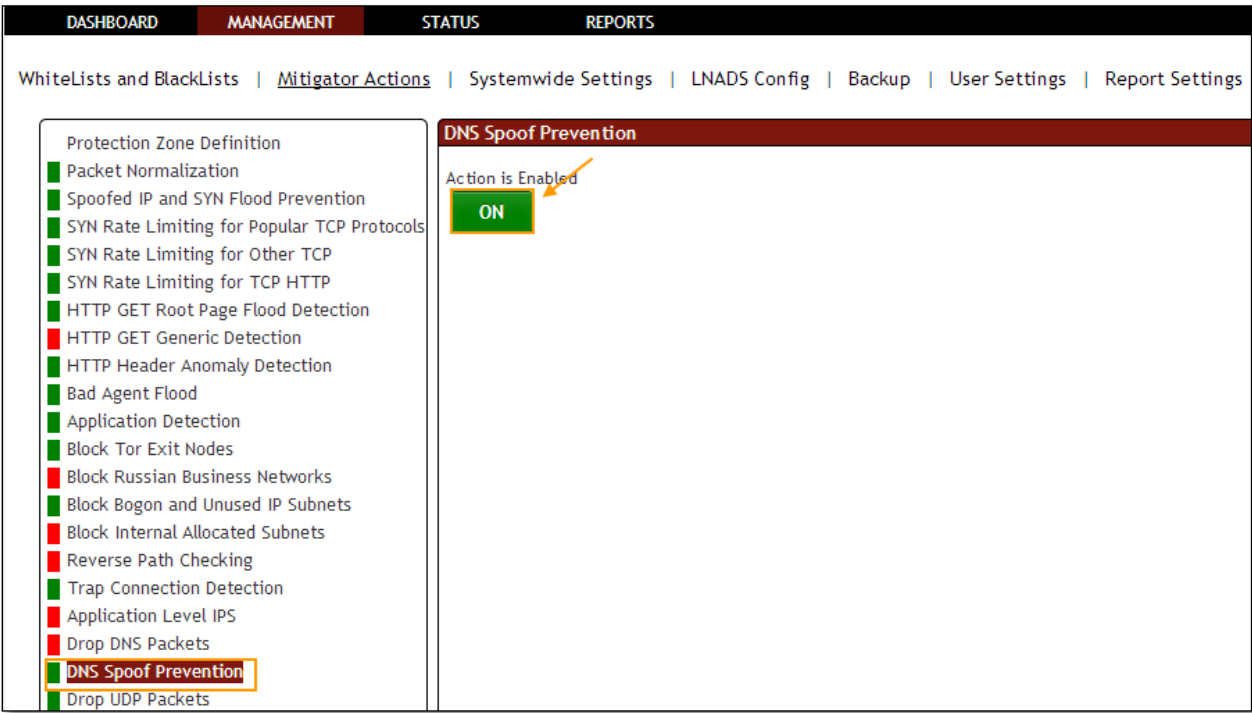 DASHBOARD MANAGEMENT STATUS REPORTS
WhiteLists and BlackLists | Mitigator Actions | Systemwide Settings | LNADS Config | Backup | User Settings | Report Settings
Protection Zone Definition
Packet Normalization
Spoofed IP and SYN Flood Prevention
SYN Rate Limiting for Popular TCP Protocols
SYN Rate Limiting for Other TCP
SYN Rate Limiting for TCP HTTP
HTTP GET Root Page Flood Detection
HTTP GET Generic Detection
HTTP Header Anomaly Detection
Bad Agent Flood
Application Detection
Block Tor Exit Nodes
Block Russian Business Networks
Block Bogon and Unused IP Subnets
Block Internal Allocated Subnets
Reverse Path Checking
Trap Connection Detection
Application Level IPS
Drop DNS Packets
DNS Spoof Prevention
Drop UDP Packets
DNS Spoof Prevention
Action is Enabled
ON